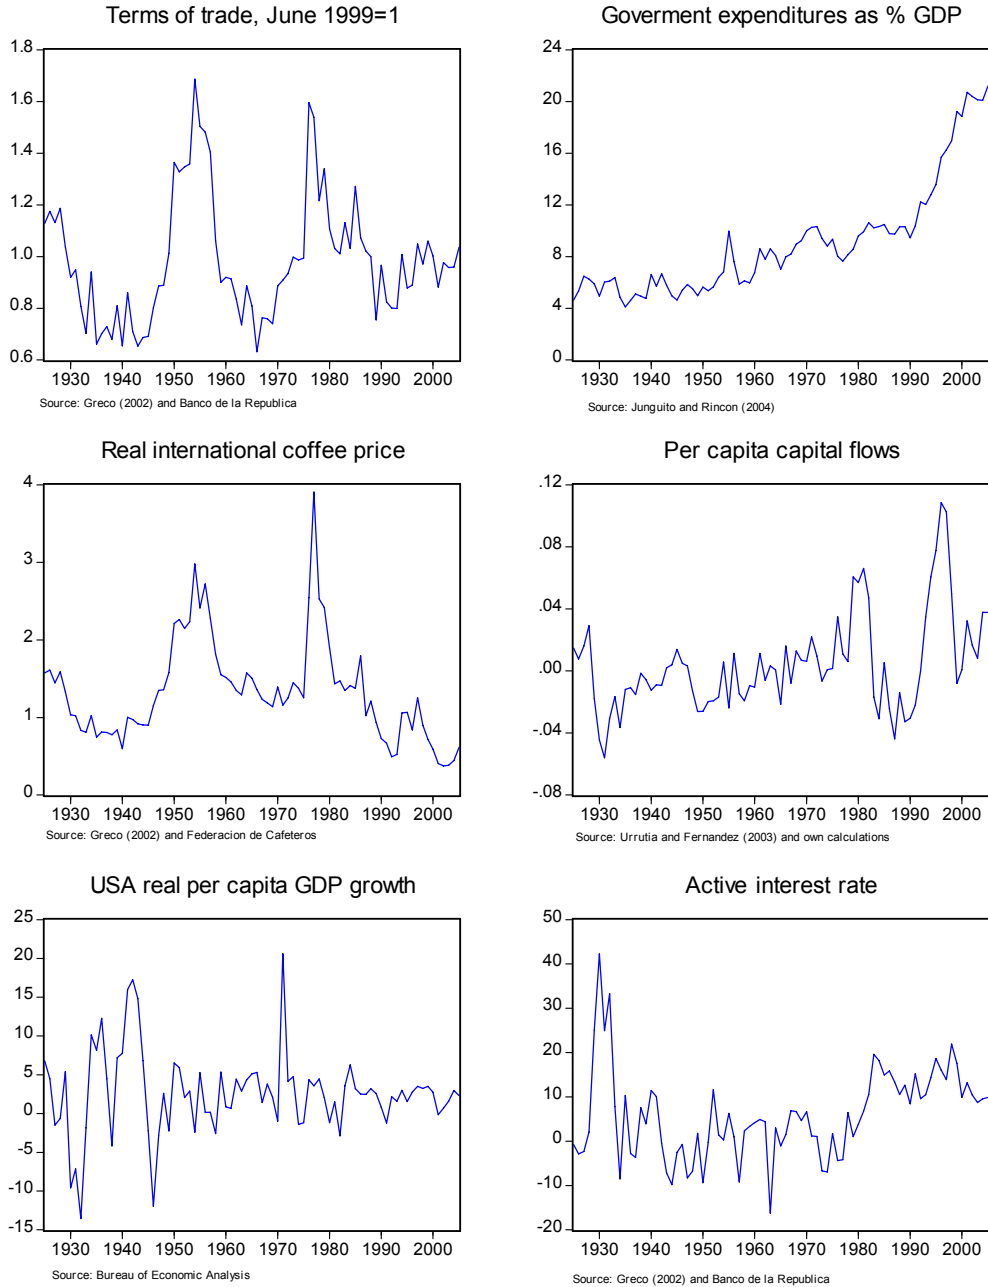 Terms of trade, June 1999=1
1.8
1.6
1.4
1.2
1.0
0.8
0.6
1930 1940 1950 1960 1970 1980 1990 2000
Source: Greco (2002) and Banco de la Republica
Goverment expenditures as % GDP
24
20
16
12
8
4
0
1930 1940 1950 1960 1970 1980 1990 2000
Source: Junguito and Rincon (2004)
Real international coffee price
4
3
2
1
0
1930 1940 1950 1960 1970 1980 1990 2000
Source: Greco (2002) and Federacion de Cafeteros
Per capita capital flows
.12
.08
.04
.00
-.04
-.08
1930 1940 1950 1960 1970 1980 1990 2000
Source: Urrutia and Fernandez (2003) and own calculations
USA real per capita GDP growth
25
20
15
10
5
0
-5
-10
-15
1930 1940 1950 1960 1970 1980 1990 2000
Source: Bureau of Economic Analysis
Active interest rate
50
40
30
20
10
0
-10
-20
1930 1940 1950 1960 1970 1980 1990 2000
Source: Greco (2002) and Banco de la Republica